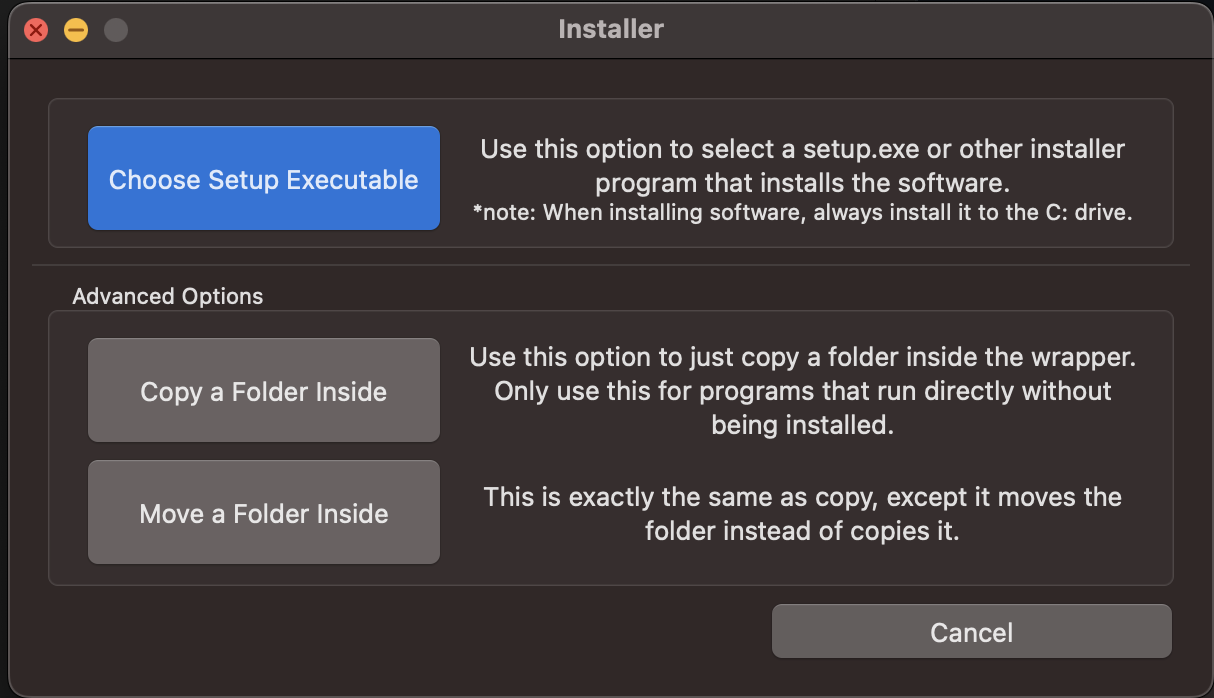 Installer
Choose Setup Executable
Use this option to select a setup.exe or other installer
program that installs the software.
*note: When installing software, always install it to the C: drive.
Advanced Options
Copy a Folder Inside
Use this option to just copy a folder inside the wrapper.
Only use this for programs that run directly without
being installed.
Move a Folder Inside
This is exactly the same as copy, except it moves the
folder instead of copies it.
Cancel